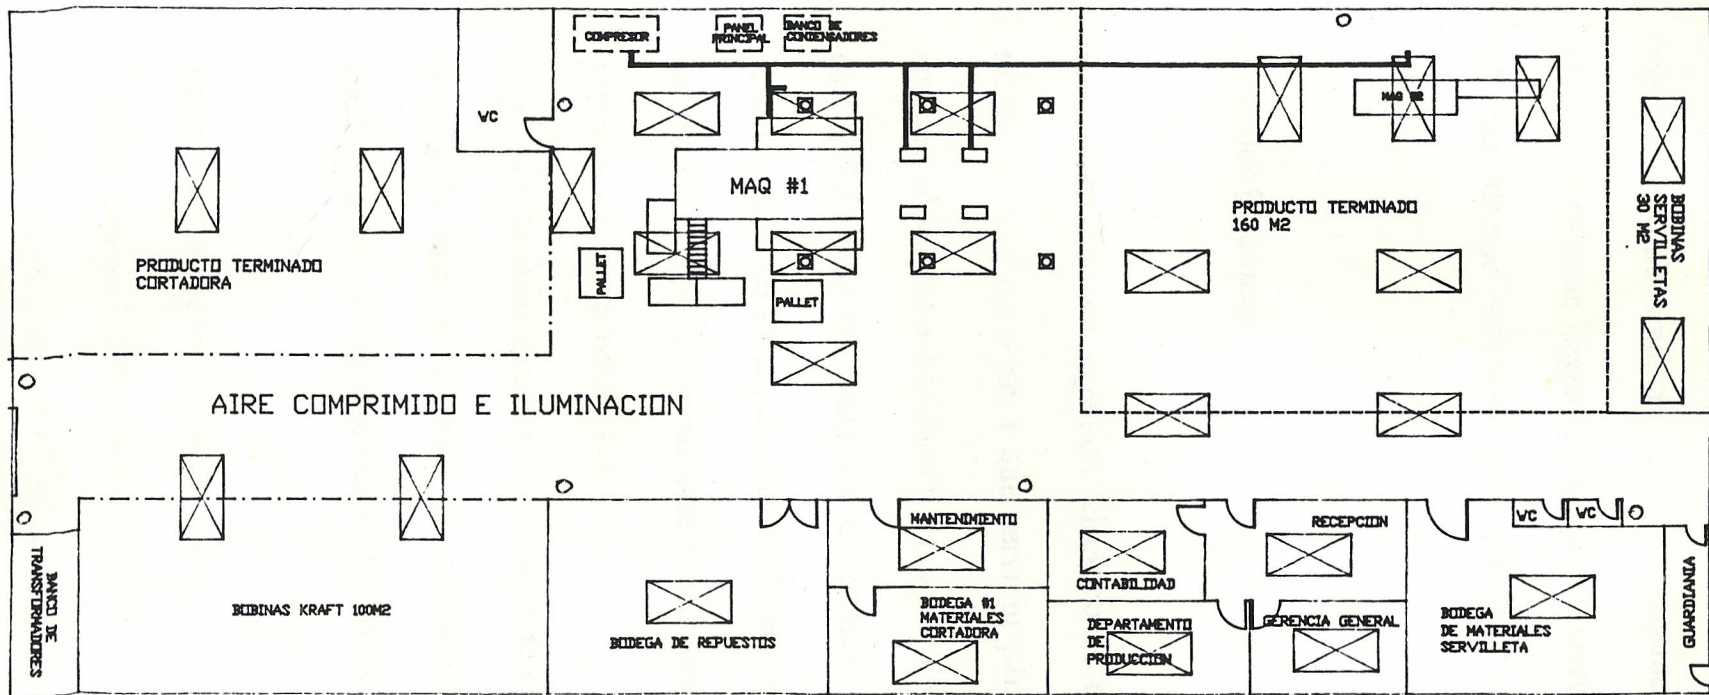 COMPRESOR
PANEL
PRINCIPAL
BANCO DE
CONDENSADORES
WC
MAQ #2
MAQ #1
PRODUCTO TERMINADO
160 M2
BOBINAS
SERVILLETAS
30 M2
PRODUCTO TERMINADO
CORTADORA
PALLET
PALLET
AIRE COMPRIMIDO E ILUMINACION
BANCO DE
TRANSFORMADORES
BOBINAS KRAFT 100M2
BODEGA DE REPUESTOS
MANTENIMIENTO
BODEGA #1
MATERIALES
CORTADORA
CONTABILIDAD
DEPARTAMENTO
DE
PRODUCCION
RECEPCION
GERENCIA GENERAL
WC
WC
BODEGA
DE MATERIALES
SERVILLETA
GUARDIANIA